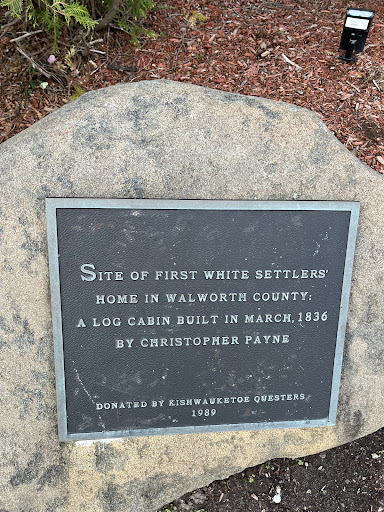 SITE OF FIRST WHITE SETTLERS'
HOME IN WALWORTH COUNTY:
A LOG CABIN BUILT IN MARCH, 1836
BY CHRISTOPHER PAYNE
DONATED BY KISHWAUKETOE QUESTERS
1989